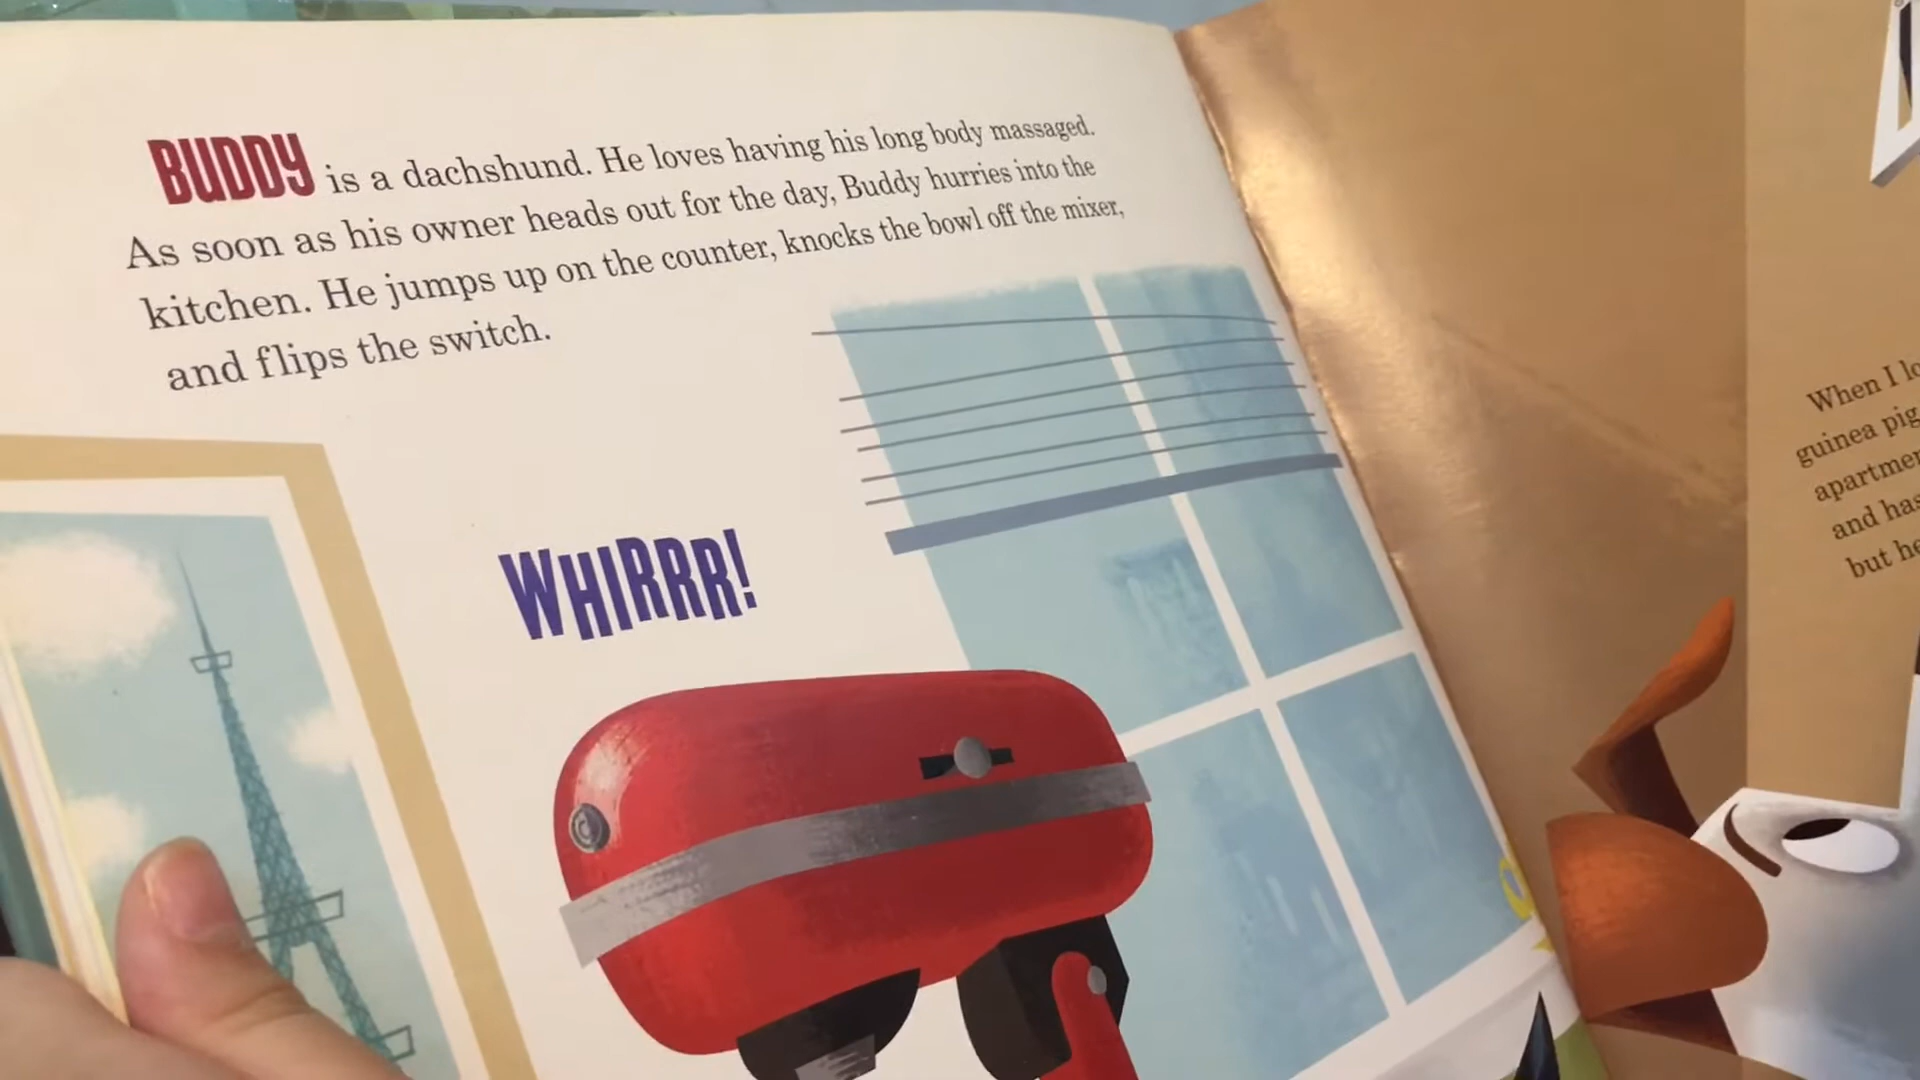 BUDDY is a dachshund. He loves having his long body massaged.
As soon as his owner heads out for the day, Buddy hurries into the
kitchen. He jumps up on the counter, knocks the bowl off the mixer,
and flips the switch.
WHIRRR!
When I
guinea pig
and has
but he